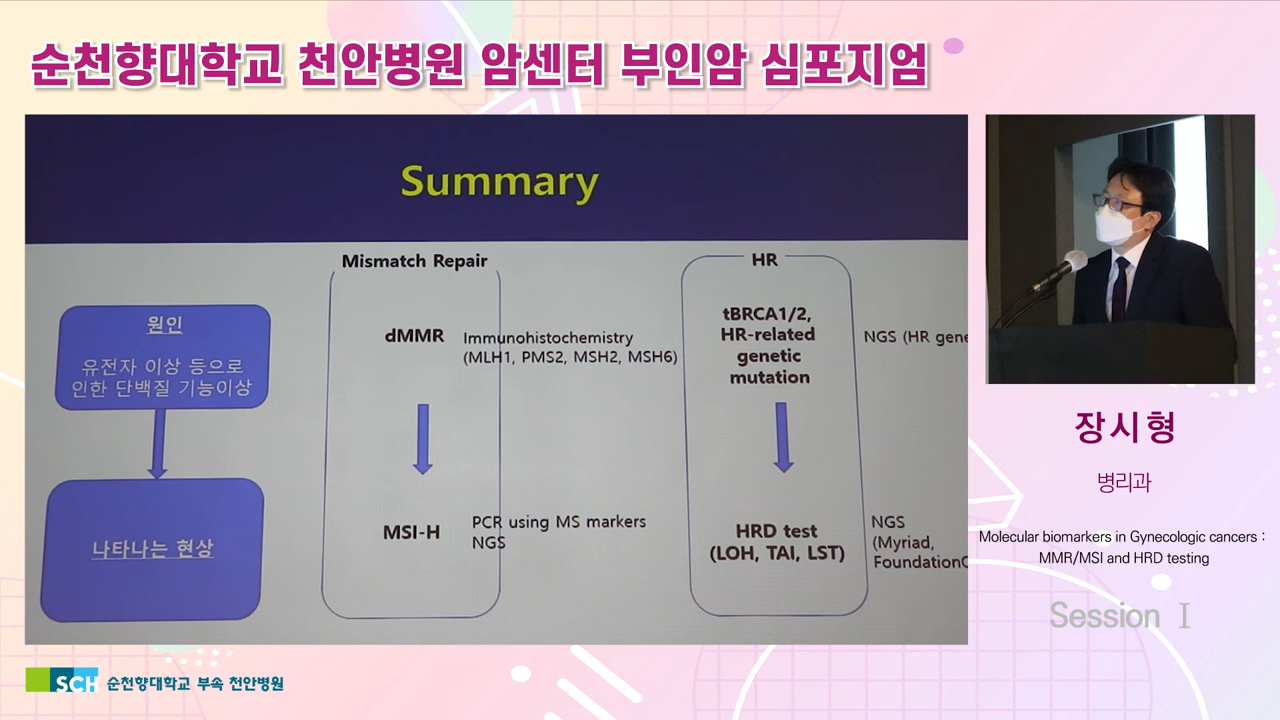 순천향대학교 천안병원 암센터 부인암 심포지엄
Summary
원인
유전자 이상 등으로
인한 단백질 기능이상
나타나는 현상
Mismatch Repair
dMMR
Immunohistochemistry
(MLH1, PMS2, MSH2, MSH6)
MSI-H
PCR using MS markers
NGS
HR
tBRCA1/2,
HR-related
genetic
mutation
NGS (HR gene
HRD test
(LOH, TAI, LST)
NGS
(Myriad,
Foundation
장시형
병리과
Molecular biomarkers in Gynecologic cancers :
MMR/MSI and HRD testing
Session Ⅰ
SCH 순천향대학교 부속 천안병원